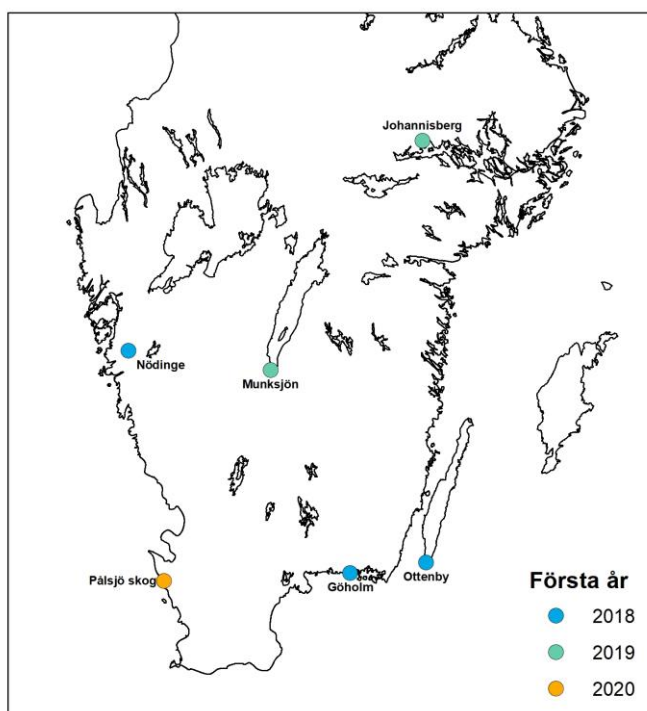 Johannisberg
Nödinge
Munksjön
Pålsjö skog
Göholm
Ottenby
Första år
2018
2019
2020